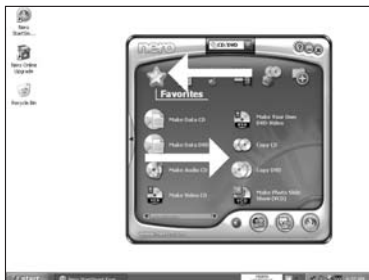 Nero
StartSm...
Nero Online
Upgrade
Recycle Bin
nero
CD/DVD
Favorites
Make Data CD
Make Data DVD
Make Audio CD
Make Video CD
Make Your Own
DVD Video
Copy CD
Copy DVD
Make Photo Slide
Show (VCD)
start